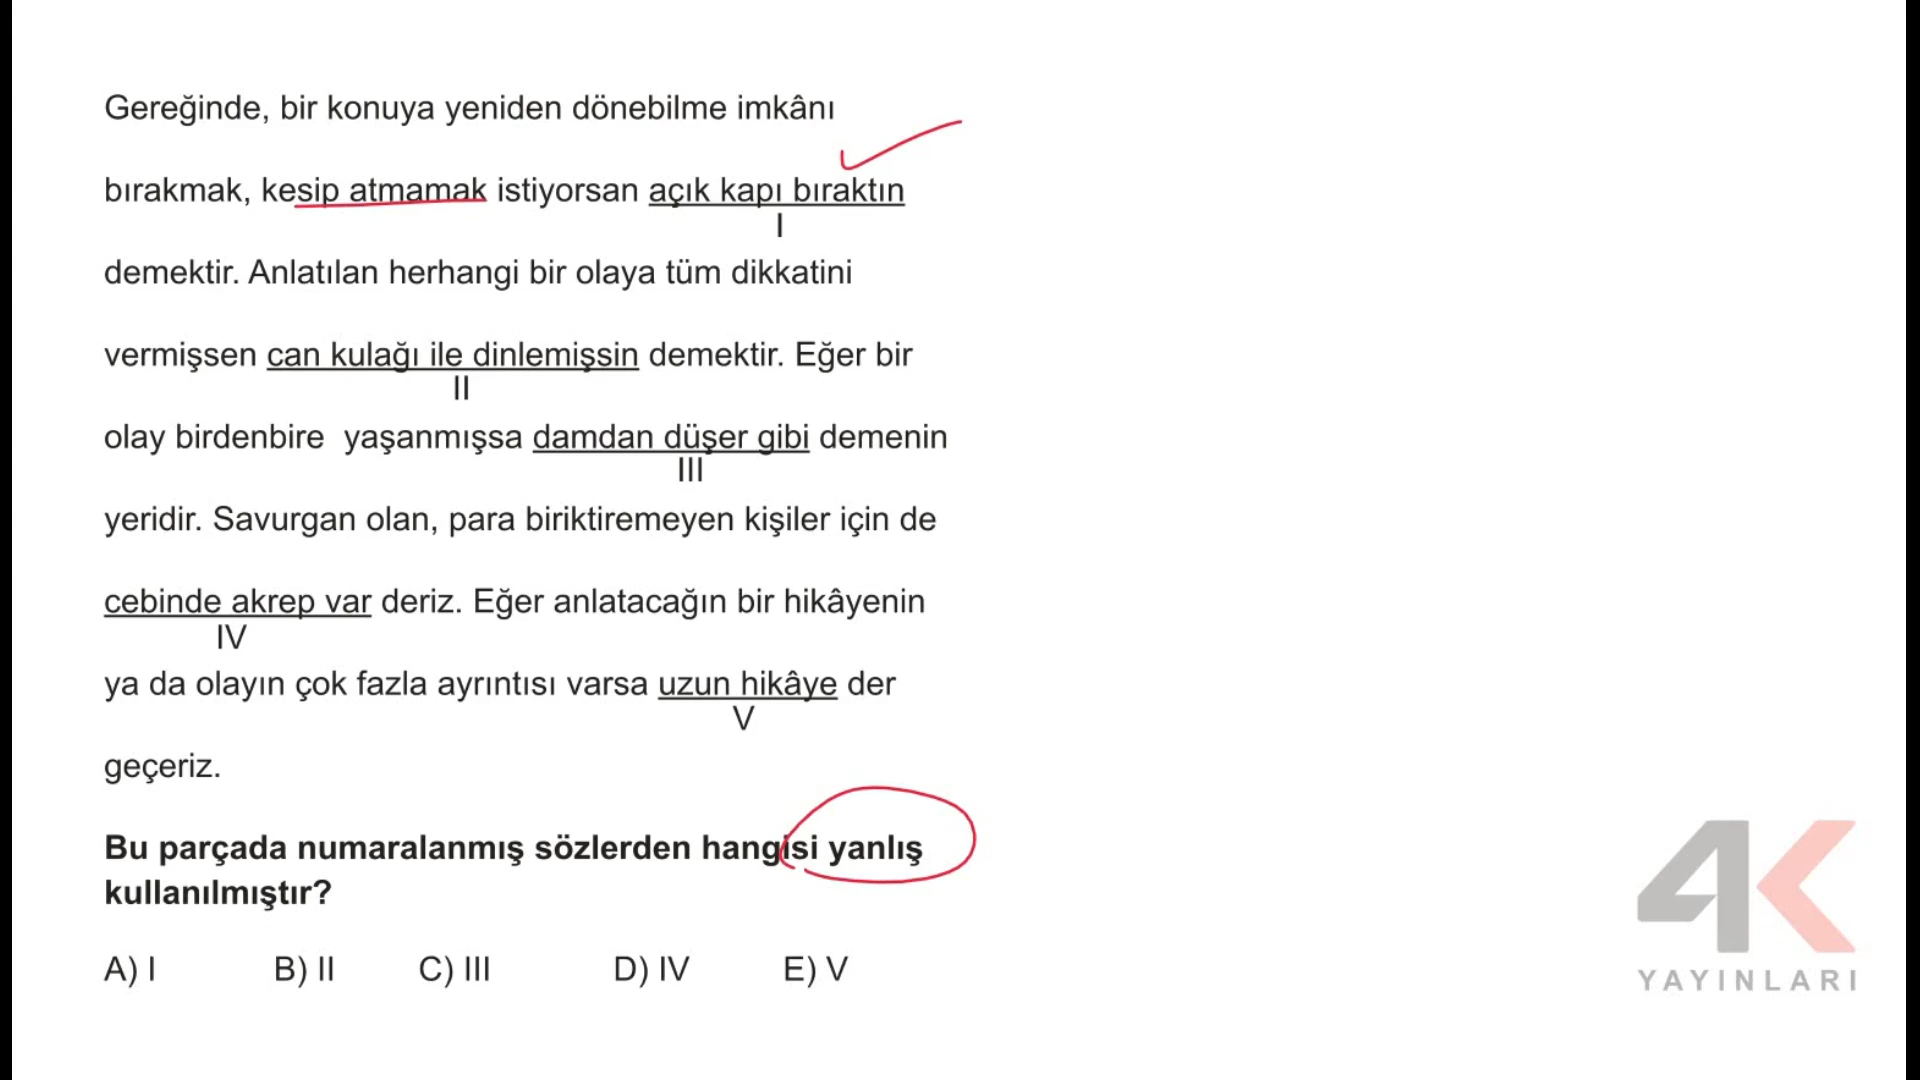 Gereğinde, bir konuya yeniden dönebilme imkânı
bırakmak, kesip atmamak istiyorsan açık kapı bıraktın
I
demektir. Anlatılan herhangi bir olaya tüm dikkatini
vermişsen can kulağı ile dinlemişsin demektir. Eğer bir
II
olay birdenbire yaşanmışsa damdan düşer gibi demenin
III
yeridir. Savurgan olan, para biriktiremeyen kişiler için de
cebinde akrep var deriz. Eğer anlatacağın bir hikâyenin
IV
ya da olayın çok fazla ayrıntısı varsa uzun hikâye der
V
geçeriz.
Bu parçada numaralanmış sözlerden hangisi yanlış
kullanılmıştır?
A) I B) II C) III D) IV E) V
4K
YAYINLARI